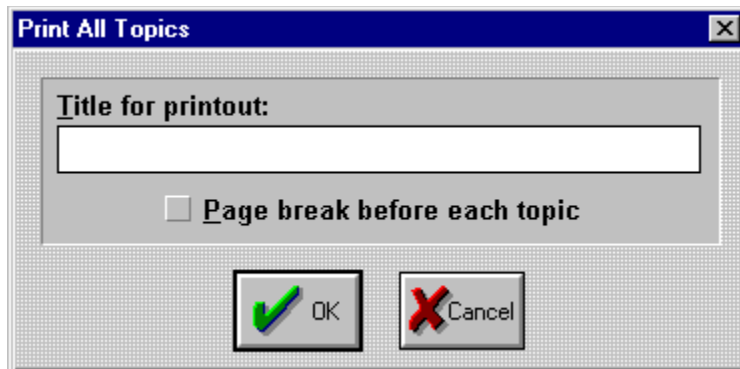 Print All Topics
Title for printout:
Page break before each topic
OK
Cancel